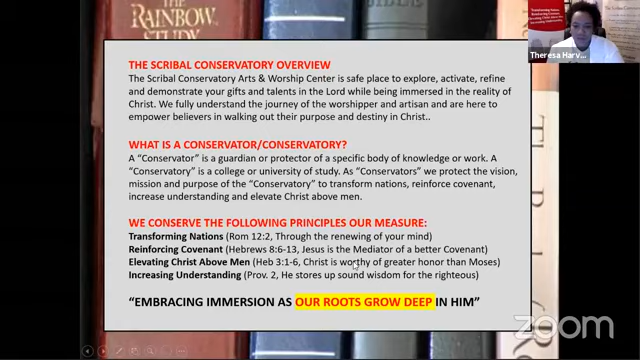 THE RAINBOW STUDY
THE SCRIBAL CONSERVATORY OVERVIEW
The Scribal Conservatory Arts & Worship Center is safe place to explore, activate, refine
and demonstrate your gifts and talents in the Lord while being immersed in the reality of
Christ. We fully understand the journey of the worshipper and artisan and are here to
empower believers in walking out their purpose and destiny in Christ..
WHAT IS A CONSERVATOR/CONSERVATORY?
A “Conservator” is a guardian or protector of a specific body of knowledge or work. A
“Conservatory” is a college or university of study. As “Conservators” we protect the vision,
mission and purpose of the “Conservatory” to transform nations, reinforce covenant,
increase understanding and elevate Christ above men.
WE CONSERVE THE FOLLOWING PRINCIPLES OUR MEASURE:
Transforming Nations (Rom 12:2, Through the renewing of your mind)
Reinforcing Covenant (Hebrews 8:6-13, Jesus is the Mediator of a better Covenant)
Elevating Christ Above Men (Heb 3:1-6, Christ is worthy of greater honor than Moses)
Increasing Understanding (Prov. 2, He stores up sound wisdom for the righteous)
“EMBRACING IMMERSION AS OUR ROOTS GROW DEEP IN HIM”
Theresa Harv...
zoom